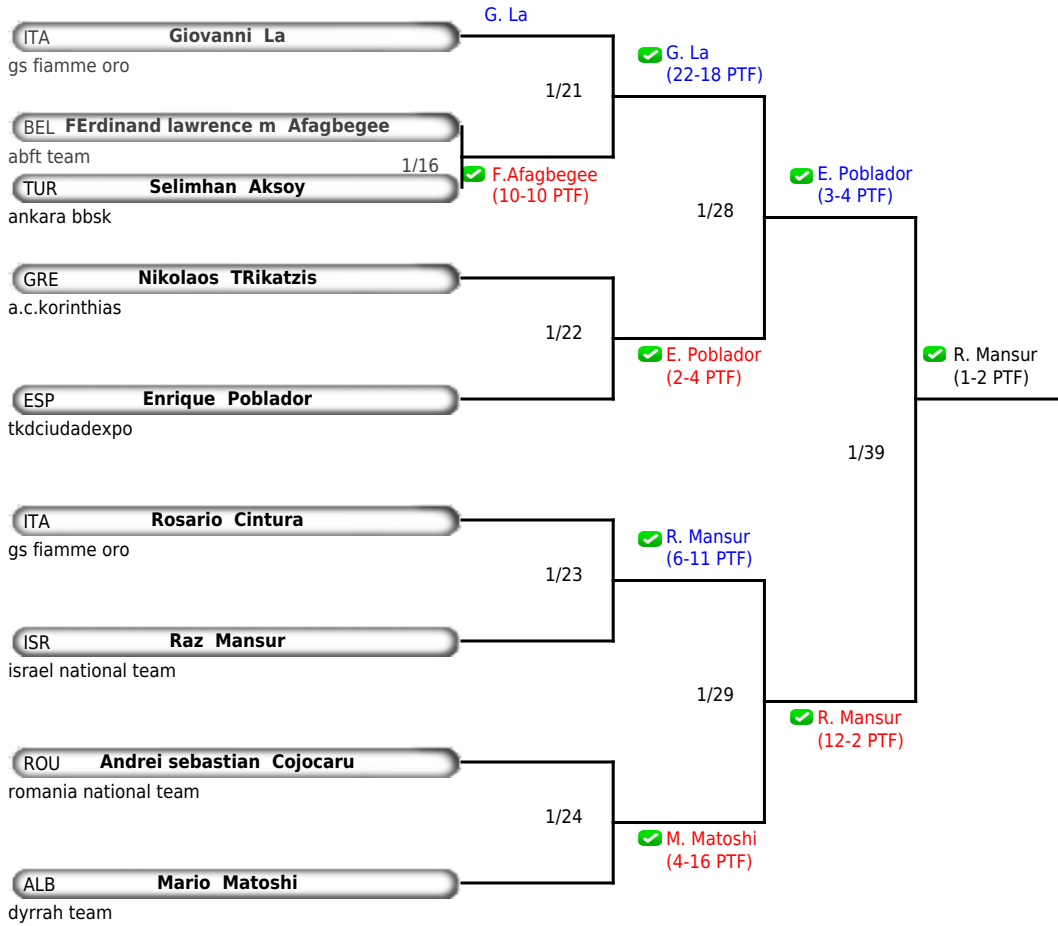 G. La
ITA Giovanni La
gs fiamme oro
G. La
(22-18 PTF)
1/21
BEL FErdinand lawrence m Afagbegee
abft team
1/16
F.Afagbegee
(10-10 PTF)
TUR Selimhan Aksoy
ankara bbsk
E. Poblador
(3-4 PTF)
1/28
GRE Nikolaos TRikatzis
a.c.korinthias
1/22
E. Poblador
(2-4 PTF)
R. Mansur
(1-2 PTF)
ESP Enrique Poblador
tkdciudadexpo
1/39
ITA Rosario Cintura
gs fiamme oro
R. Mansur
(6-11 PTF)
1/23
ISR Raz Mansur
israel national team
1/29
R. Mansur
(12-2 PTF)
ROU Andrei sebastian Cojocaru
romania national team
1/24
M. Matoshi
(4-16 PTF)
ALB Mario Matoshi
dyrrah team